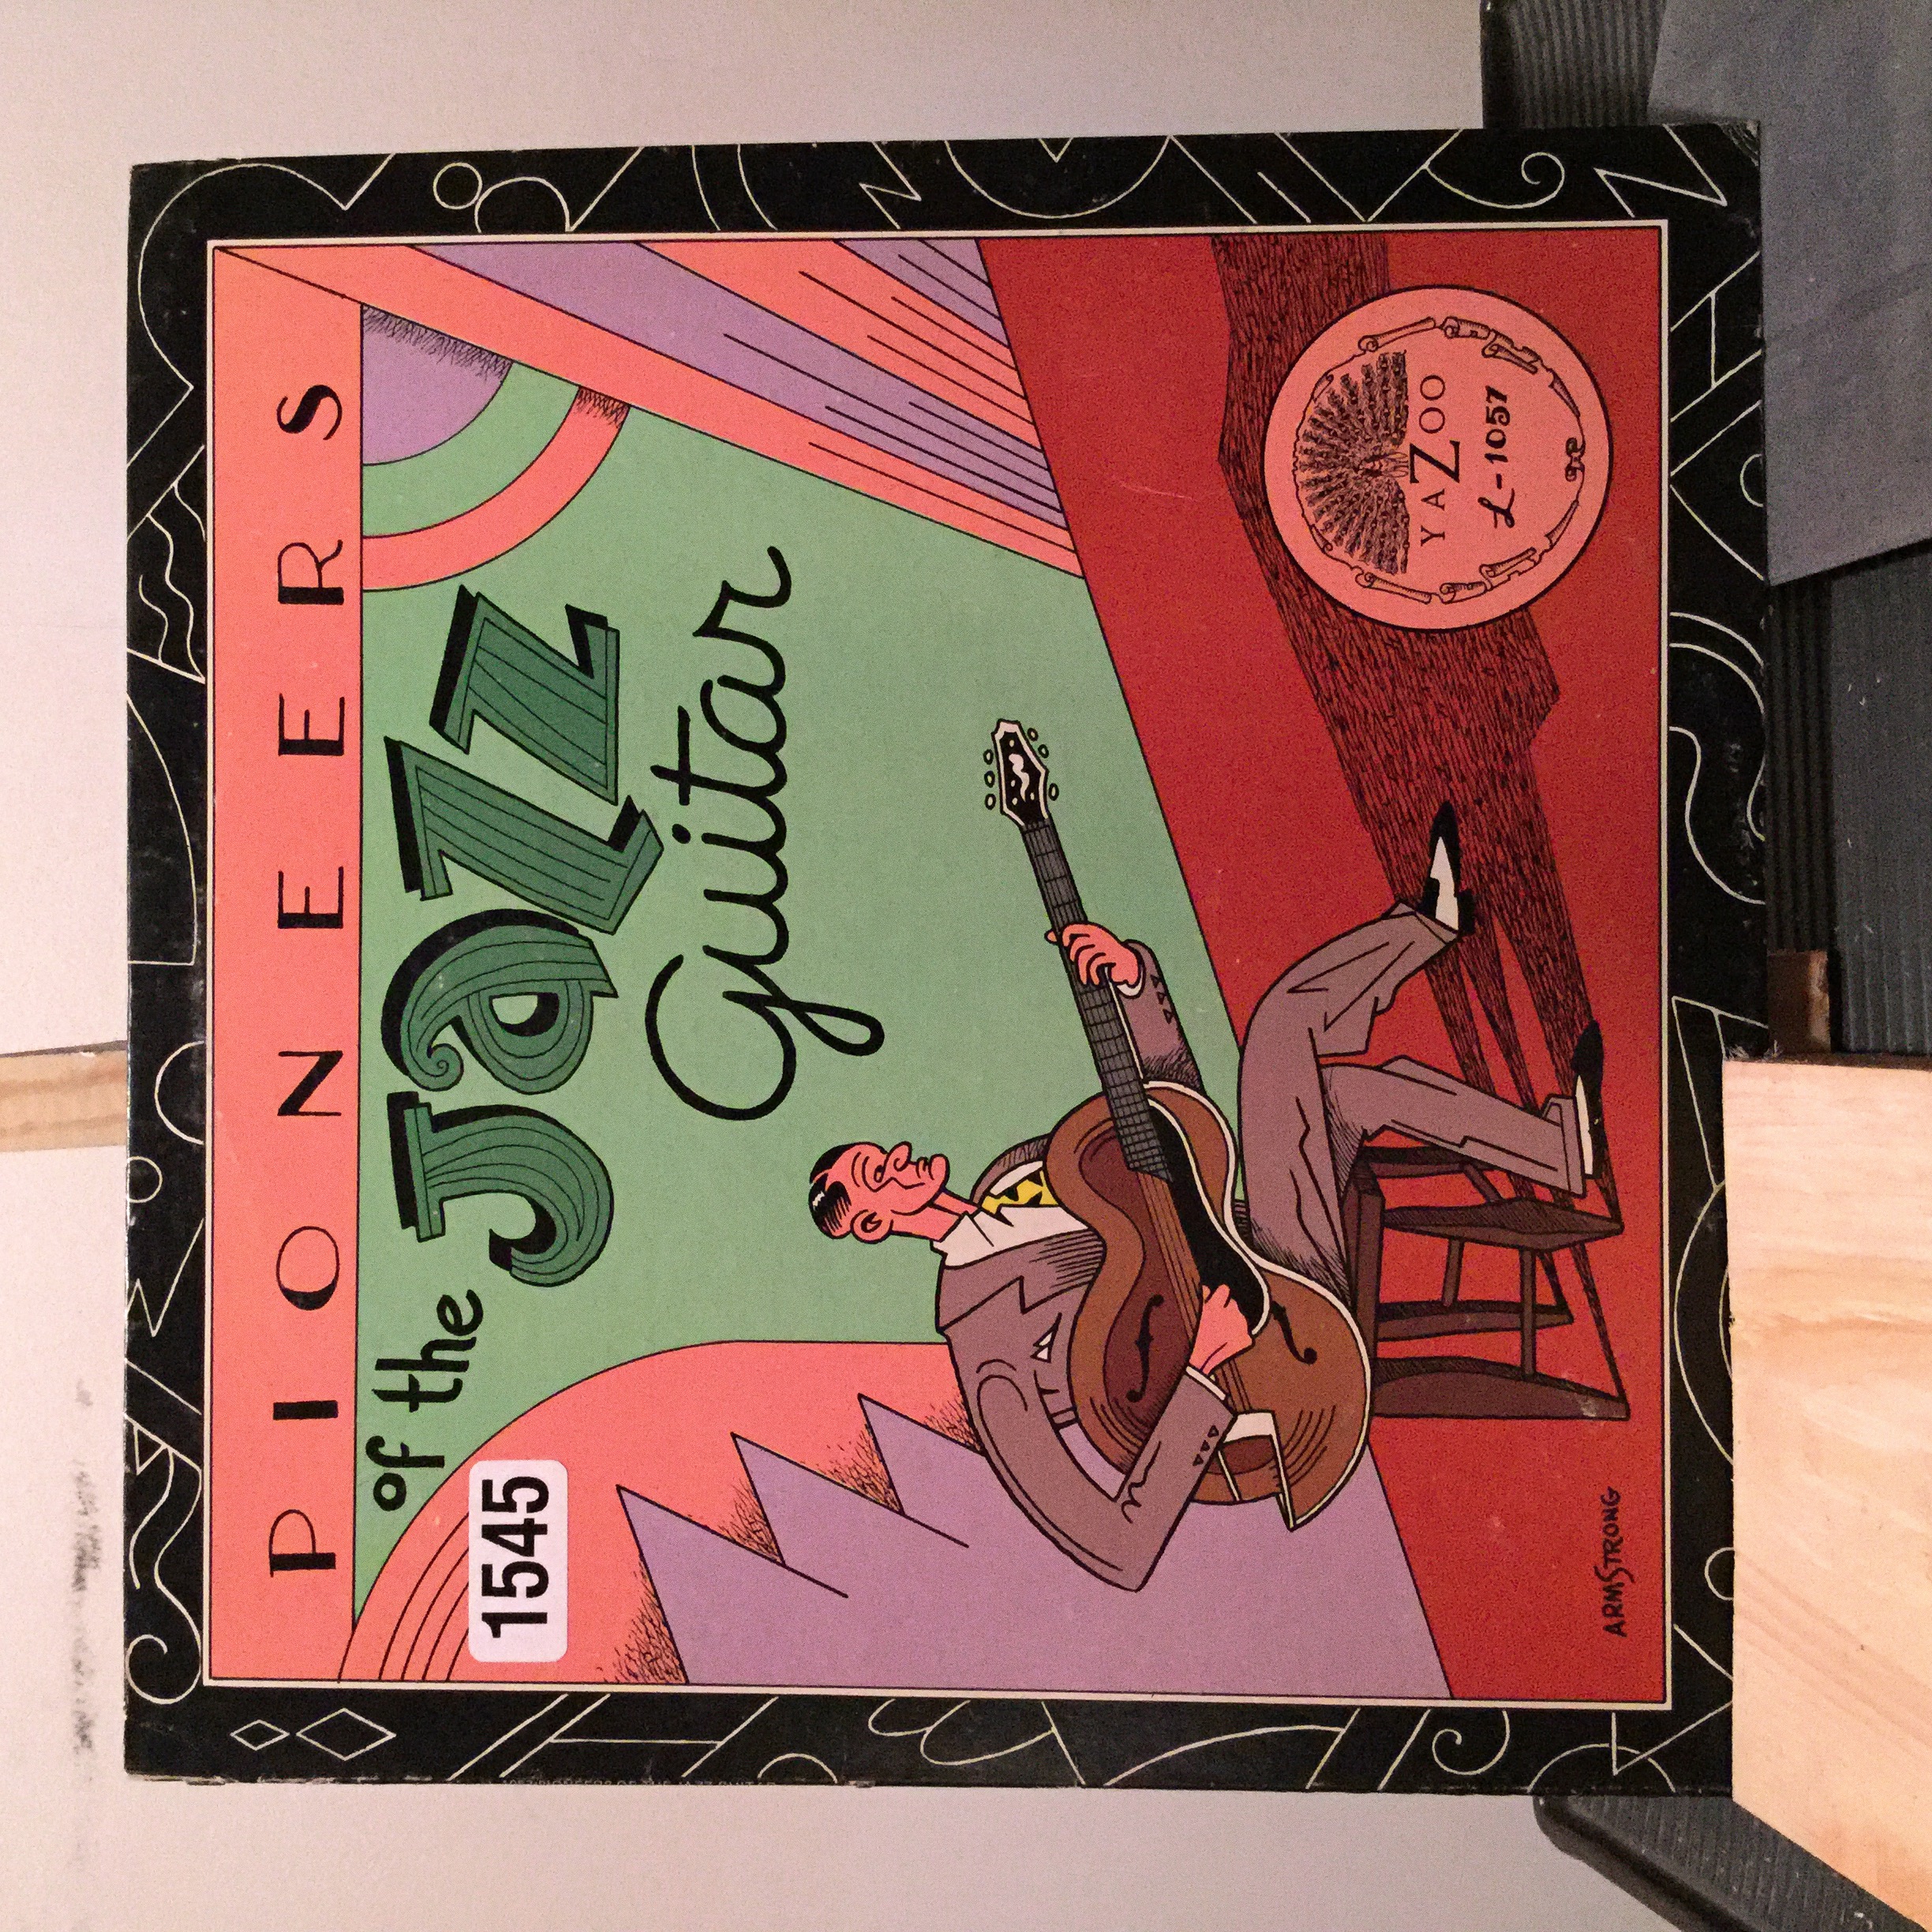 PIONEERS
of the Jazz
Guitar
1545
YAZOO
L-1057
ARMSTRONG